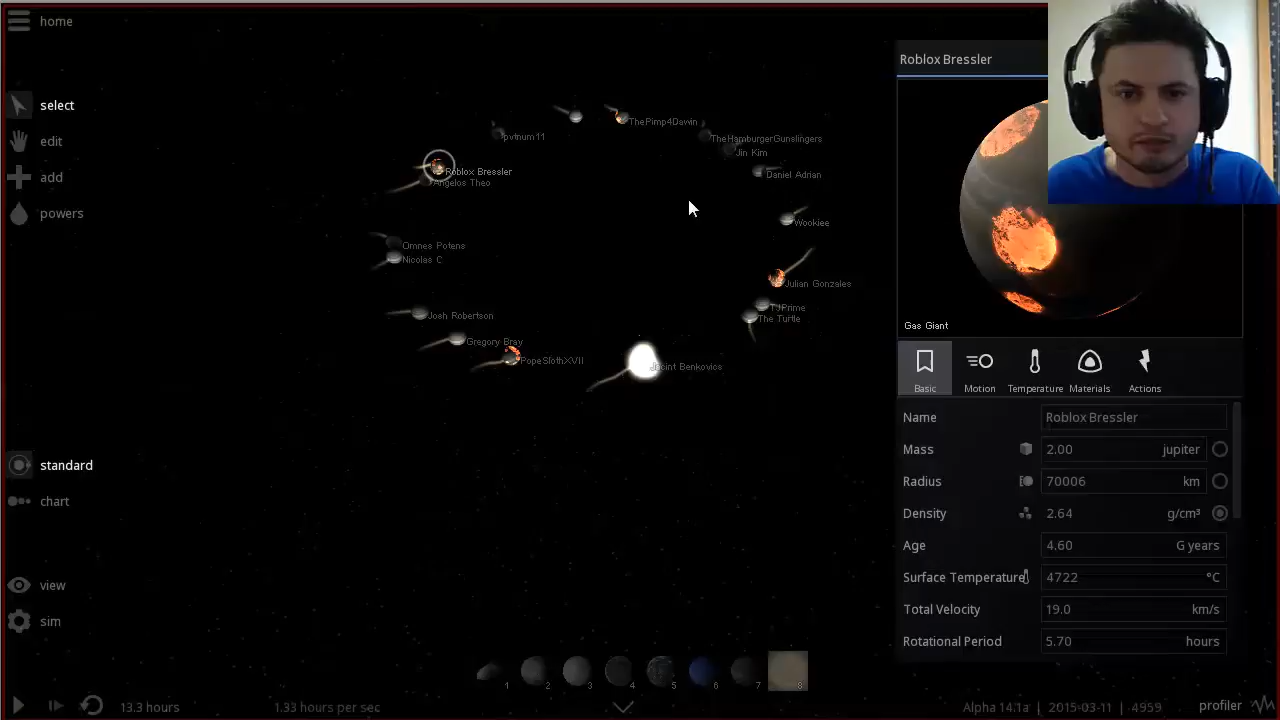 home
Roblox Bressler
select
edit
add
powers
pvtnum11
ThePimp4Dawin
TheHamburgerGunslingers
Jin Kim
Daniel Adrian
Roblox Bressler
Angelos Theo
Wookiee
Omnes Potens
Nicolas C
Julian Gonzales
TJPrime
The Turtle
Josh Robertson
Gregory Bray
PopeSlothXVII
Jacint Benkovics
Gas Giant
Basic
Motion
Temperature
Materials
Actions
Name Roblox Bressler
Mass 2.00 jupiter
Radius 70006 km
Density 2.64 g/cm³
Age 4.60 G years
Surface Temperature 4722 °C
Total Velocity 19.0 km/s
Rotational Period 5.70 hours
standard
chart
view
sim
1 2 3 4 5 6 7 8
13.3 hours 1.33 hours per sec
Alpha 14.1a | 2015-03-11 | 4959 profiler